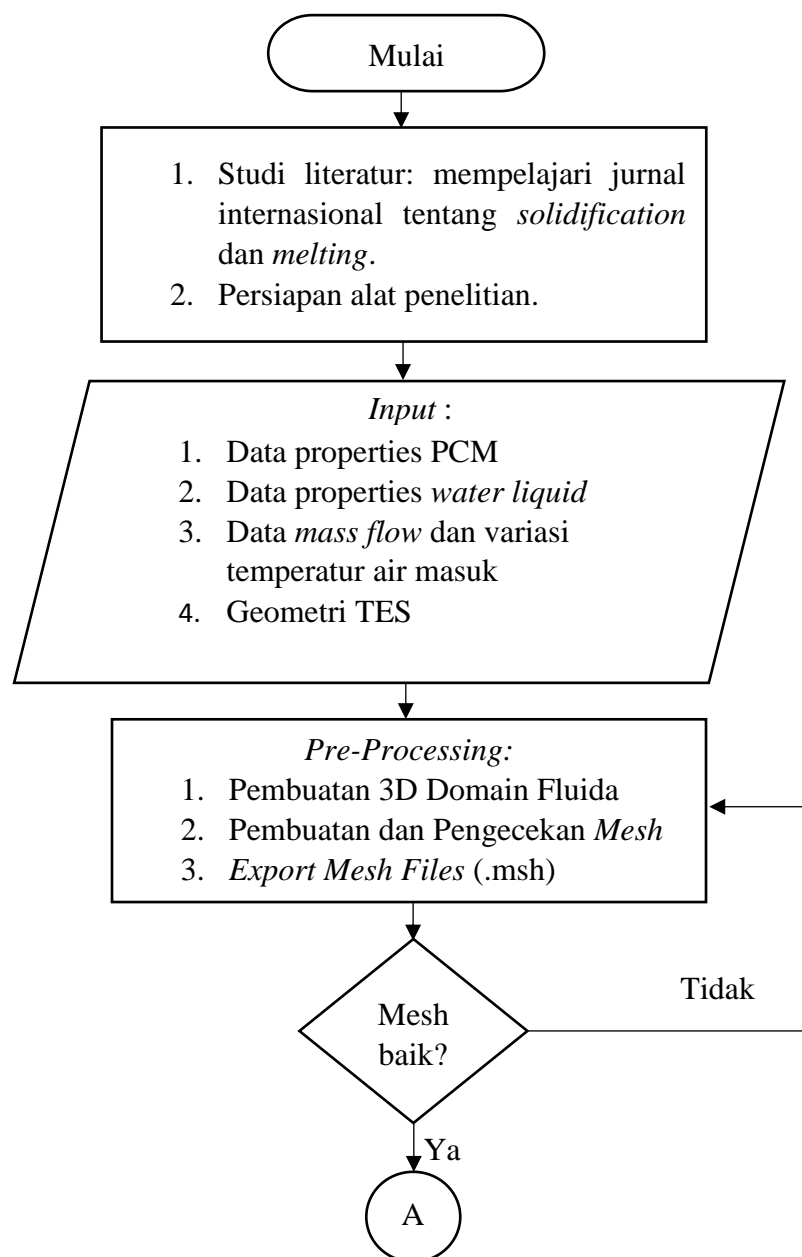 Mulai
1. Studi literatur: mempelajari jurnal
internasional tentang solidification
dan melting.
2. Persiapan alat penelitian.
Input :
1. Data properties PCM
2. Data properties water liquid
3. Data mass flow dan variasi
temperatur air masuk
4. Geometri TES
Pre-Processing:
1. Pembuatan 3D Domain Fluida
2. Pembuatan dan Pengecekan Mesh
3. Export Mesh Files (.msh)
Tidak
Mesh
baik?
Ya
A